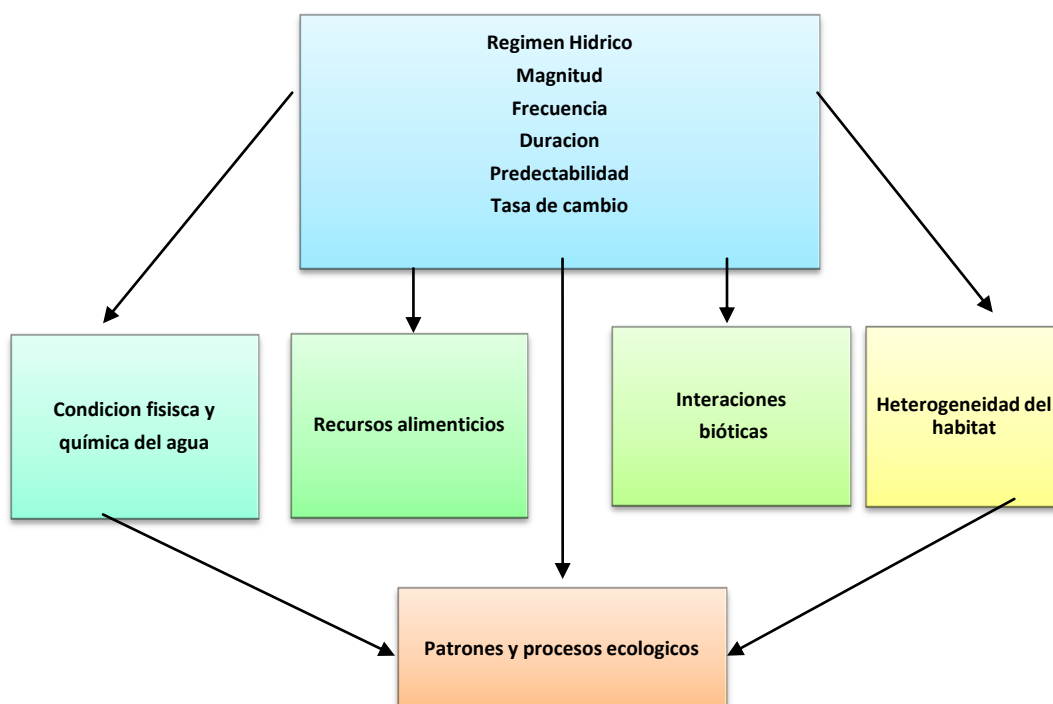 Regimen Hidrico
Magnitud
Frecuencia
Duracion
Predectabilidad
Tasa de cambio
Condicion fisisca y
química del agua
Recursos alimenticios
Interaciones
bióticas
Heterogeneidad del
habitat
Patrones y procesos ecologicos